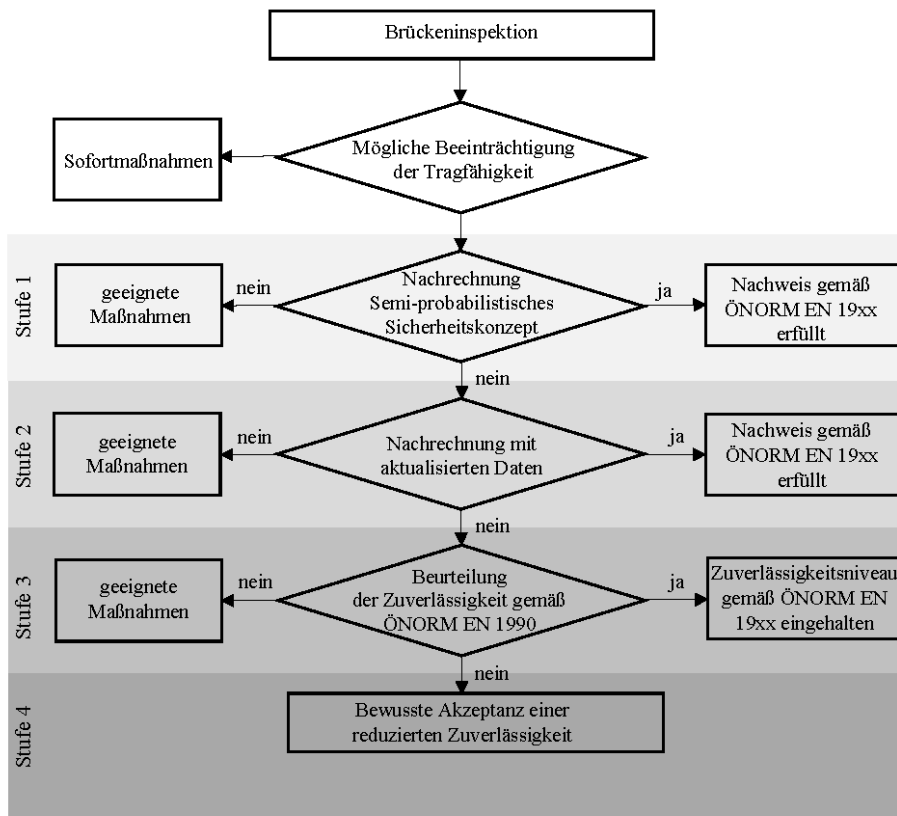 Brückeninspektion
Mögliche Beeinträchtigung
der Tragfähigkeit
Sofortmaßnahmen
Stufe 1
geeignete
Maßnahmen
nein
Nachrechnung
Semi-probabilistisches
Sicherheitskonzept
ja
Nachweis gemäß
ÖNORM EN 19xx
erfüllt
nein
Stufe 2
geeignete
Maßnahmen
nein
Nachrechnung mit
aktualisierten Daten
ja
Nachweis gemäß
ÖNORM EN 19xx
erfüllt
nein
Stufe 3
geeignete
Maßnahmen
nein
Beurteilung
der Zuverlässigkeit gemäß
ÖNORM EN 1990
ja
Zuverlässigkeitsniveau
gemäß ÖNORM EN
19xx eingehalten
nein
Stufe 4
Bewusste Akzeptanz einer
reduzierten Zuverlässigkeit